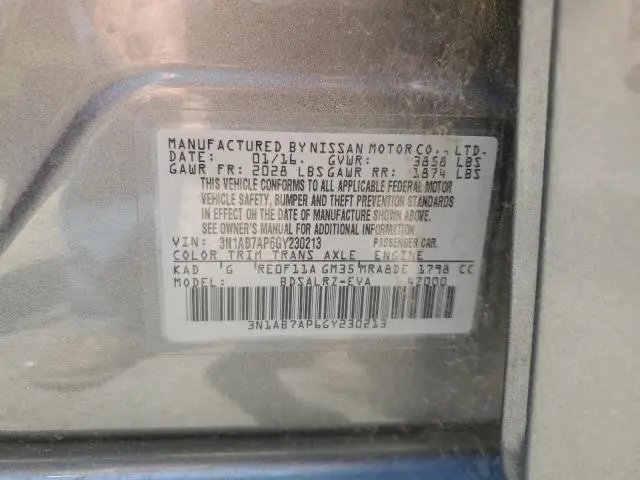 MANUFACTURED BY NISSAN MOTOR CO., LTD.
DATE: 01/16. GVWR: 3858 LBS
GAWR FR: 2028 LBS GAWR RR: 1874 LBS
THIS VEHICLE CONFORMS TO ALL APPLICABLE FEDERAL MOTOR
VEHICLE SAFETY, BUMPER, AND THEFT PREVENTION STANDARDS
IN EFFECT ON THE DATE OF MANUFACTURE SHOWN ABOVE.
SEE OWNER'S MANUAL FOR ADDITIONAL INFORMATION
VIN: 3N1AB7AP6GY230213 PASSENGER CAR.
COLOR TRIM TRANS AXLE ENGINE
KAD G RE0F11A GM35 MRA8DE 1798 CC
MODEL: BDSALRZ-EVA 47000
3N1AB7AP6GY230213